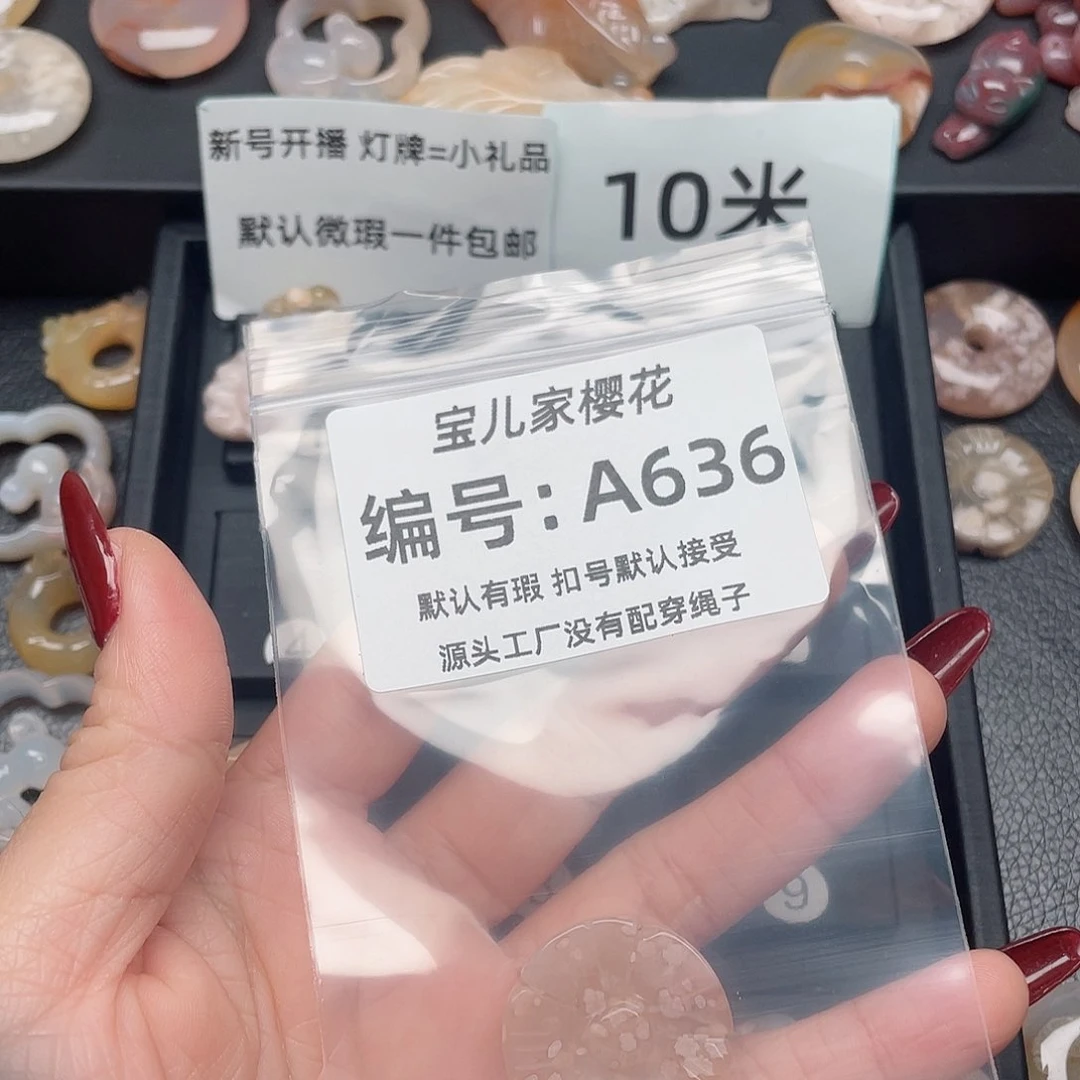 新号开播 灯牌=小礼品
默认微瑕一件包邮
10米
宝儿家樱花
编号：A636
默认有瑕 扣号默认接受
源头工厂没有配穿绳子
9